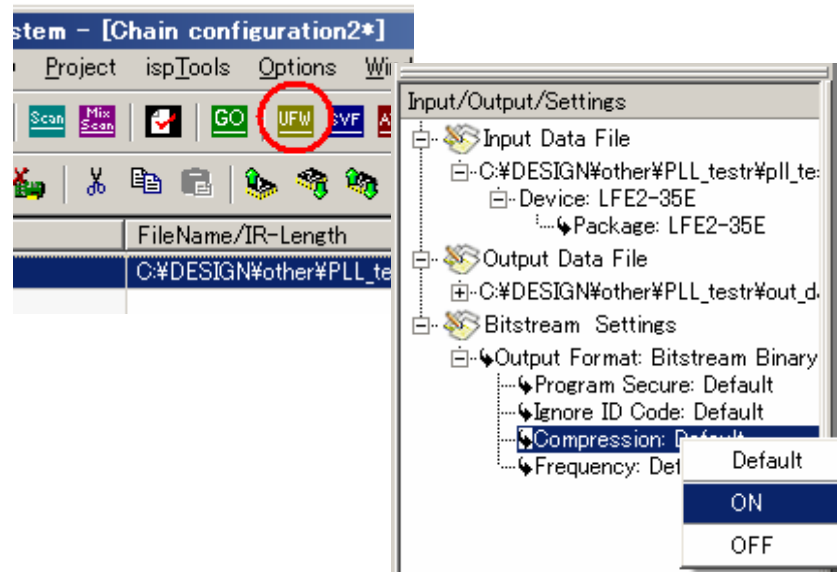 stem - [Chain configuration2*]
Project ispTools Options Wi
Scan Mix Scan GO UFW SVF
FileName/IR-Length
C:¥DESIGN¥other¥PLL_te
Input/Output/Settings
Input Data File
C:¥DESIGN¥other¥PLL_testr¥pll_te
Device: LFE2-35E
Package: LFE2-35E
Output Data File
C:¥DESIGN¥other¥PLL_testr¥out_d
Bitstream Settings
Output Format: Bitstream Binary
Program Secure: Default
Ignore ID Code: Default
Compression: Default
Frequency: Def
Default
ON
OFF